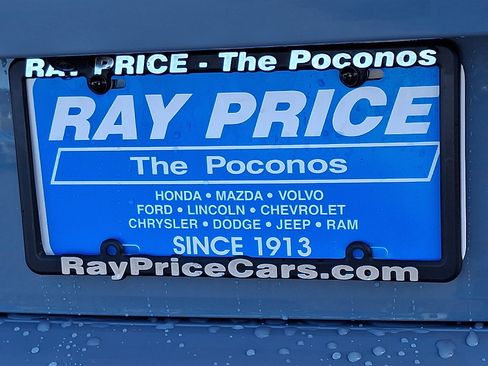 RAY PRICE - The Poconos
RAY PRICE
The Poconos
HONDA • MAZDA • VOLVO
FORD • LINCOLN • CHEVROLET
CHRYSLER • DODGE • JEEP • RAM
SINCE 1913
RayPriceCars.com